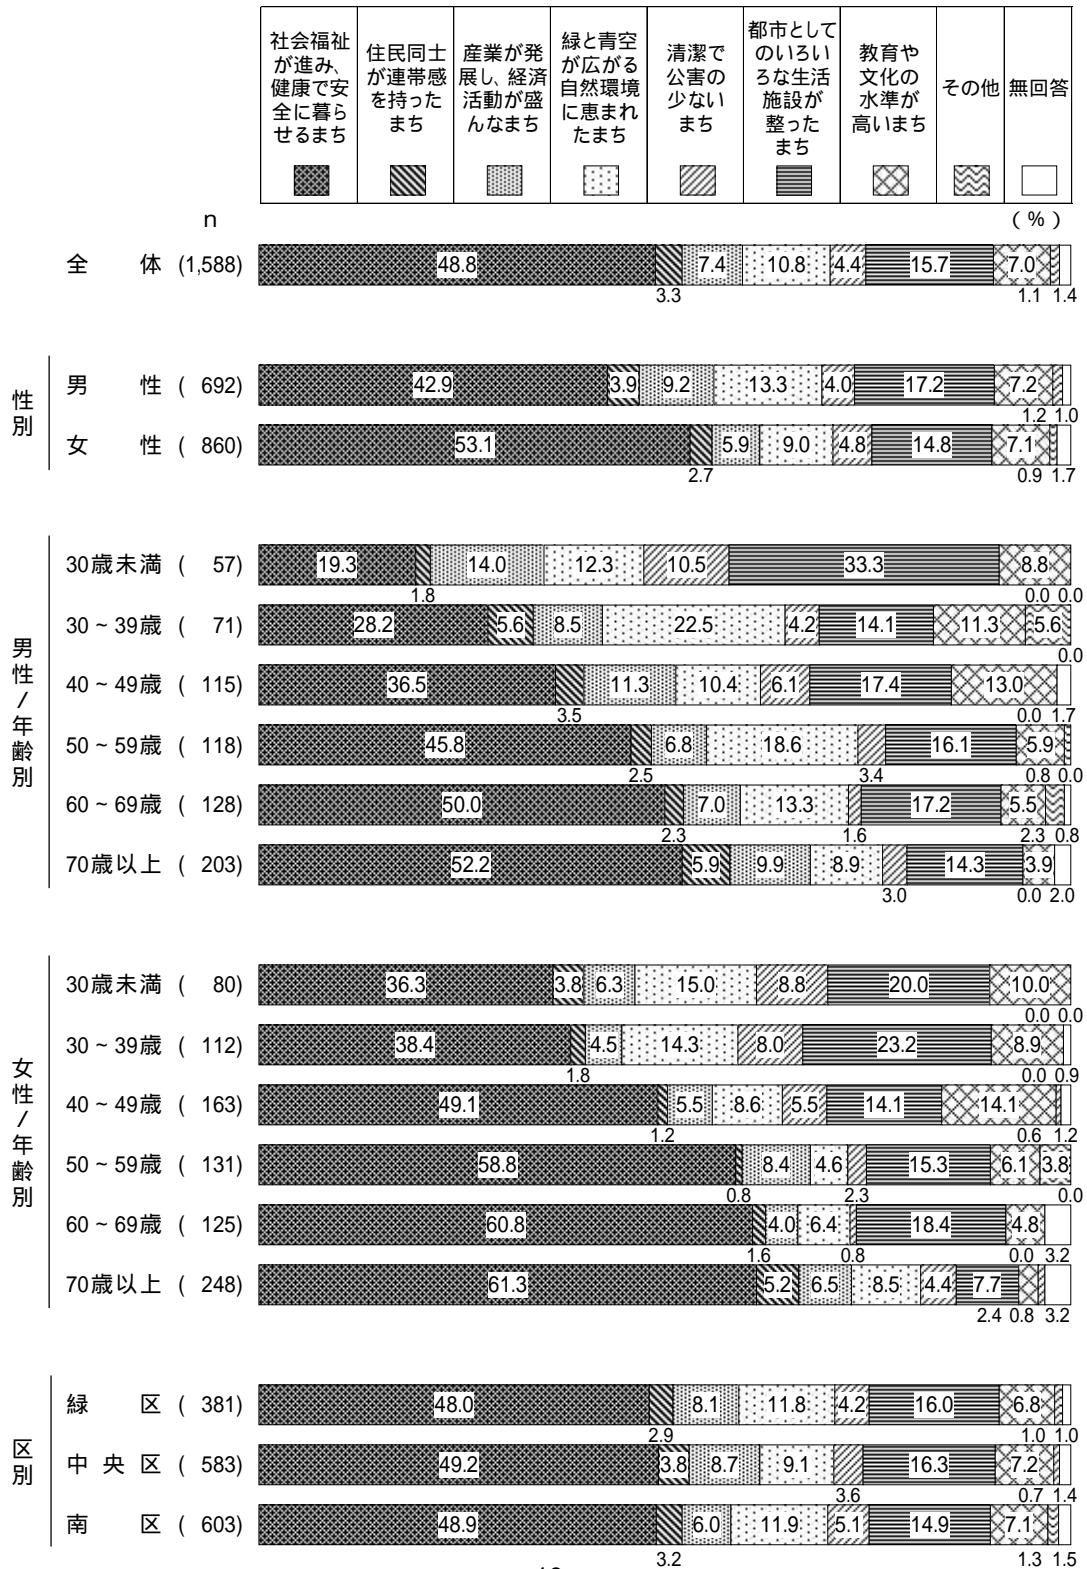 社会福祉
が進み、
健康で安
全に暮ら
せるまち
住民同士
が連帯感
を持った
まち
産業が発
展し、経済
活動が盛
んなまち
緑と青空
が広がる
自然環境
に恵まれ
たまち
清潔で
公害の
少ない
まち
都市として
のいろい
ろな生活
施設が
整った
まち
教育や
文化の
水準が
高いまち
その他
無回答
n
(%)
全体 (1,588) 48.8 7.4 10.8 4.4 15.7 7.0
3.3 1.1 1.4
性別
男性 ( 692) 42.9 3.9 9.2 13.3 4.0 17.2 7.2
1.2 1.0
女性 ( 860) 53.1 5.9 9.0 4.8 14.8 7.1
2.7 0.9 1.7
男性/年齢別
30歳未満 ( 57) 19.3 14.0 12.3 10.5 33.3 8.8
1.8 0.0 0.0
30~39歳 ( 71) 28.2 5.6 8.5 22.5 4.2 14.1 11.3 5.6
0.0
40~49歳 ( 115) 36.5 11.3 10.4 6.1 17.4 13.0
3.5 0.0 1.7
50~59歳 ( 118) 45.8 6.8 18.6 16.1 5.9
2.5 3.4 0.8 0.0
60~69歳 ( 128) 50.0 7.0 13.3 17.2 5.5
2.3 1.6 2.3 0.8
70歳以上 ( 203) 52.2 5.9 9.9 8.9 14.3 3.9
3.0 0.0 2.0
女性/年齢別
30歳未満 ( 80) 36.3 3.8 6.3 15.0 8.8 20.0 10.0
0.0 0.0
30~39歳 ( 112) 38.4 4.5 14.3 8.0 23.2 8.9
1.8 0.0 0.9
40~49歳 ( 163) 49.1 5.5 8.6 5.5 14.1 14.1
1.2 0.6 1.2
50~59歳 ( 131) 58.8 8.4 4.6 15.3 6.1 3.8
0.8 2.3 0.0
60~69歳 ( 125) 60.8 4.0 6.4 18.4 4.8
1.6 0.8 0.0 3.2
70歳以上 ( 248) 61.3 5.2 6.5 8.5 4.4 7.7
2.4 0.8 3.2
区別
緑区 ( 381) 48.0 8.1 11.8 4.2 16.0 6.8
2.9 1.0 1.0
中央区 ( 583) 49.2 3.8 8.7 9.1 16.3 7.2
3.6 0.7 1.4
南区 ( 603) 48.9 6.0 11.9 5.1 14.9 7.1
3.2 1.3 1.5